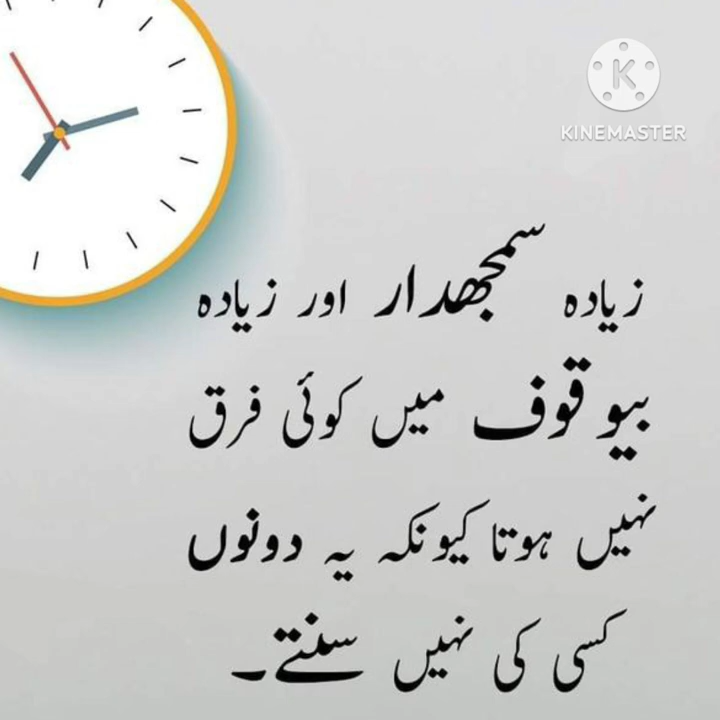 KINEMASTER
زیادہ سمجھدار اور زیادہ
بیوقوف میں کوئی فرق
نہیں ہوتا کیونکہ یہ دونوں
کسی کی نہیں سنتے۔